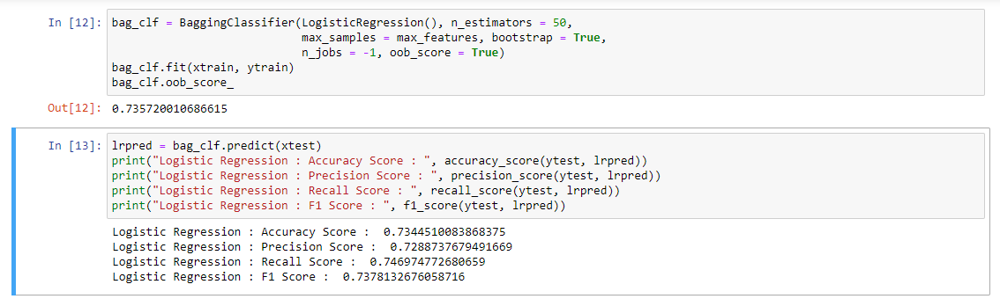 In [12]: bag_clf = BaggingClassifier(LogisticRegression(), n_estimators = 50,
max_samples = max_features, bootstrap = True,
n_jobs = -1, oob_score = True)
bag_clf.fit(xtrain, ytrain)
bag_clf.oob_score_
Out[12]: 0.735720010686615
In [13]: lrpred = bag_clf.predict(xtest)
print("Logistic Regression : Accuracy Score : ", accuracy_score(ytest, lrpred))
print("Logistic Regression : Precision Score : ", precision_score(ytest, lrpred))
print("Logistic Regression : Recall Score : ", recall_score(ytest, lrpred))
print("Logistic Regression : F1 Score : ", f1_score(ytest, lrpred))
Logistic Regression : Accuracy Score :  0.7344510083868375
Logistic Regression : Precision Score :  0.7288737679491669
Logistic Regression : Recall Score :  0.746974772680659
Logistic Regression : F1 Score :  0.7378132676058716